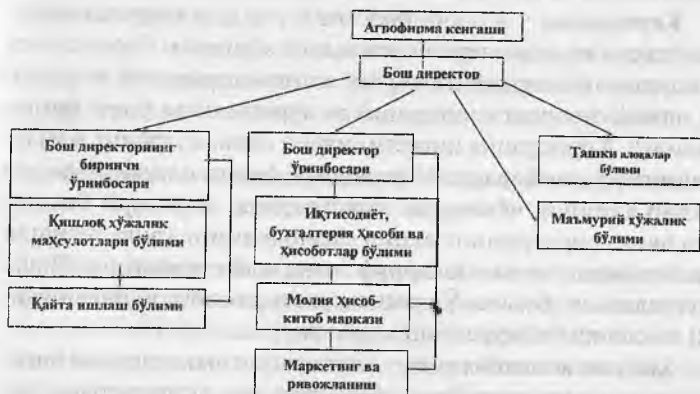 Агрофирма кенгаши
Бош директор
Бош директорнинг
биринчи
ўринбосари
Бош директор
ўринбосари
Ташки алоқалар
бўлими
Қишлоқ хўжалик
маҳсулотлари бўлими
Иқтисодиёт,
бухгалтерия ҳисоби ва
ҳисоботлар бўлими
Маъмурий хўжалик
бўлими
Қайта ишлаш бўлими
Молия ҳисоб-
китоб маркази
Маркетинг ва
ривожланиш